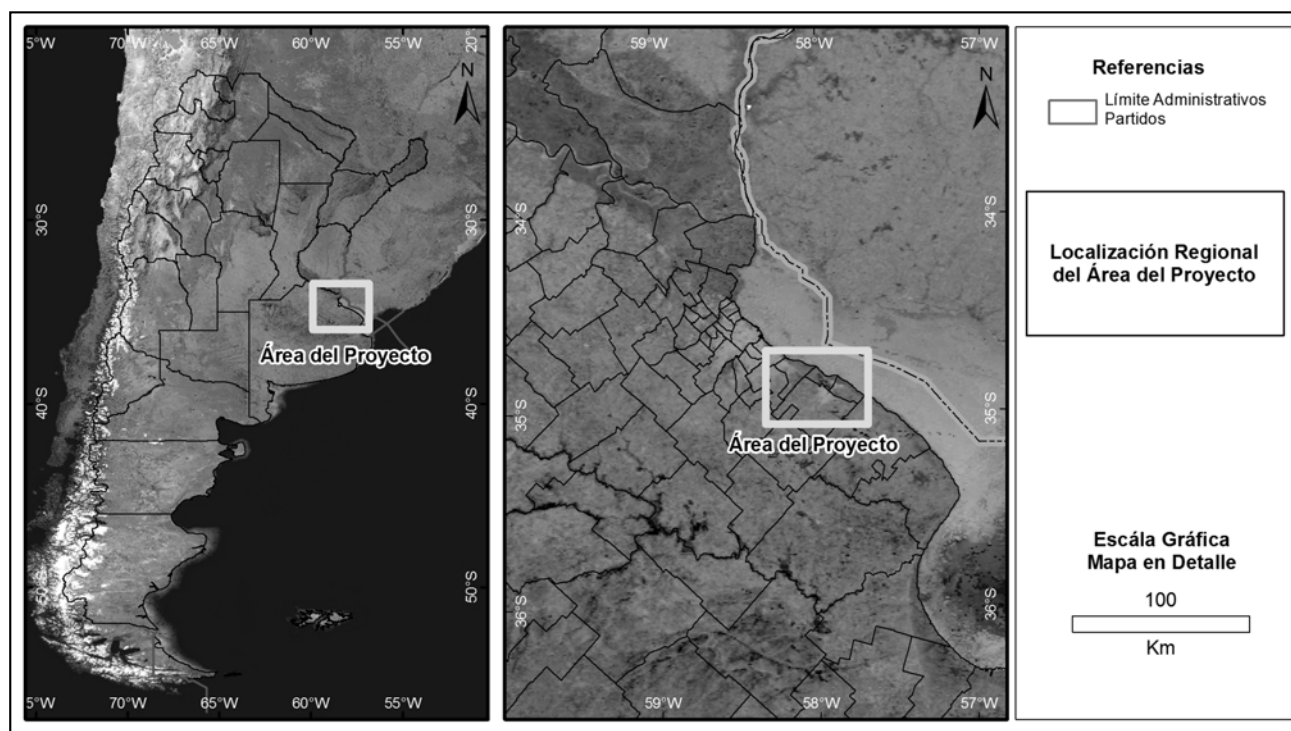 5°W 70°W 65°W 60°W 55°W 20°
N
30°S 30°S
Área del Proyecto
40°S 40°S
50°S 50°S
5°W 70°W 65°W 60°W 55°W
59°W 58°W 57°W
N
34°S 34°S
35°S 35°S
Área del Proyecto
36°S 36°S
59°W 58°W 57°W
Referencias
Límite Administrativos
Partidos
Localización Regional
del Área del Proyecto
Escála Gráfica
Mapa en Detalle
100
Km